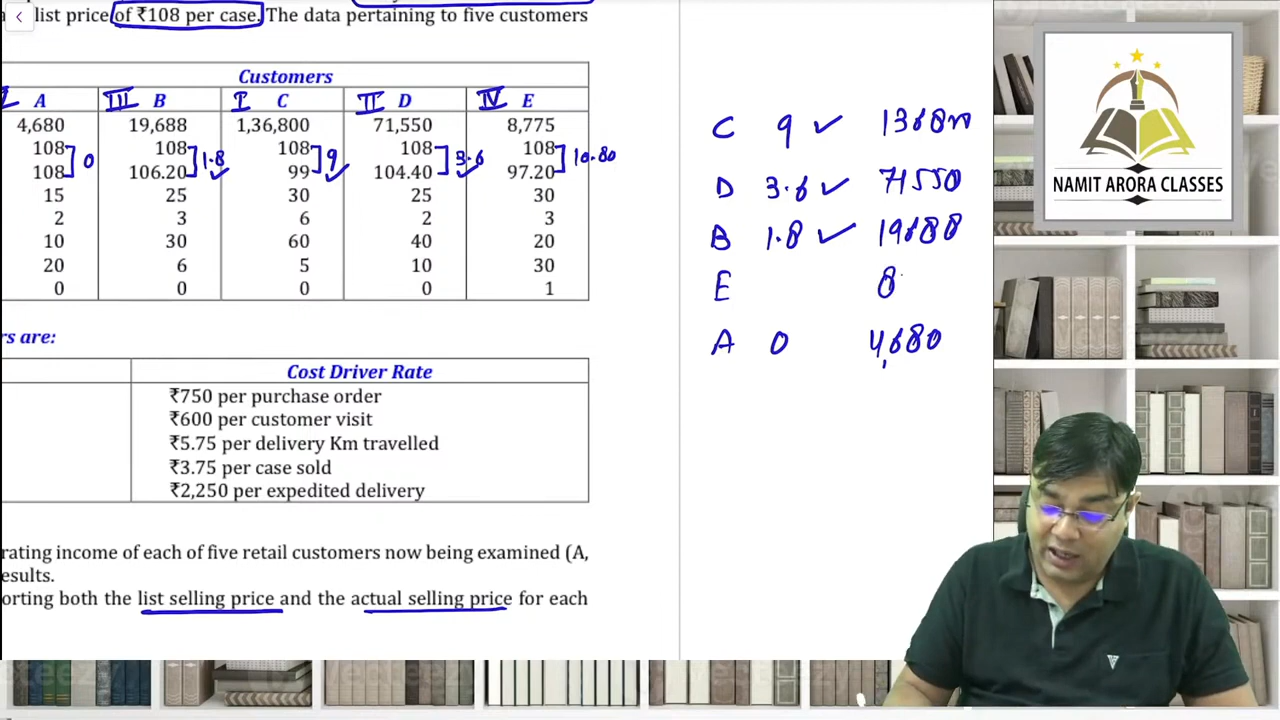 list price of ₹108 per case. The data pertaining to five customers
Customers
A III B I C II D IV E
4,680 19,688 1,36,800 71,550 8,775
108 108 108 108 108
0 1.8 9 3.6 10.80
108 106.20 99 104.40 97.20
15 25 30 25 30
2 3 6 2 3
10 30 60 40 20
20 6 5 10 30
0 0 0 0 1
rs are:
Cost Driver Rate
₹750 per purchase order
₹600 per customer visit
₹5.75 per delivery Km travelled
₹3.75 per case sold
₹2,250 per expedited delivery
rating income of each of five retail customers now being examined (A,
esults.
orting both the list selling price and the actual selling price for each
C 9 ✓ 136800
D 3.6 ✓ 71550
B 1.8 ✓ 19688
E 8
A 0 4,680
NAMIT ARORA CLASSES